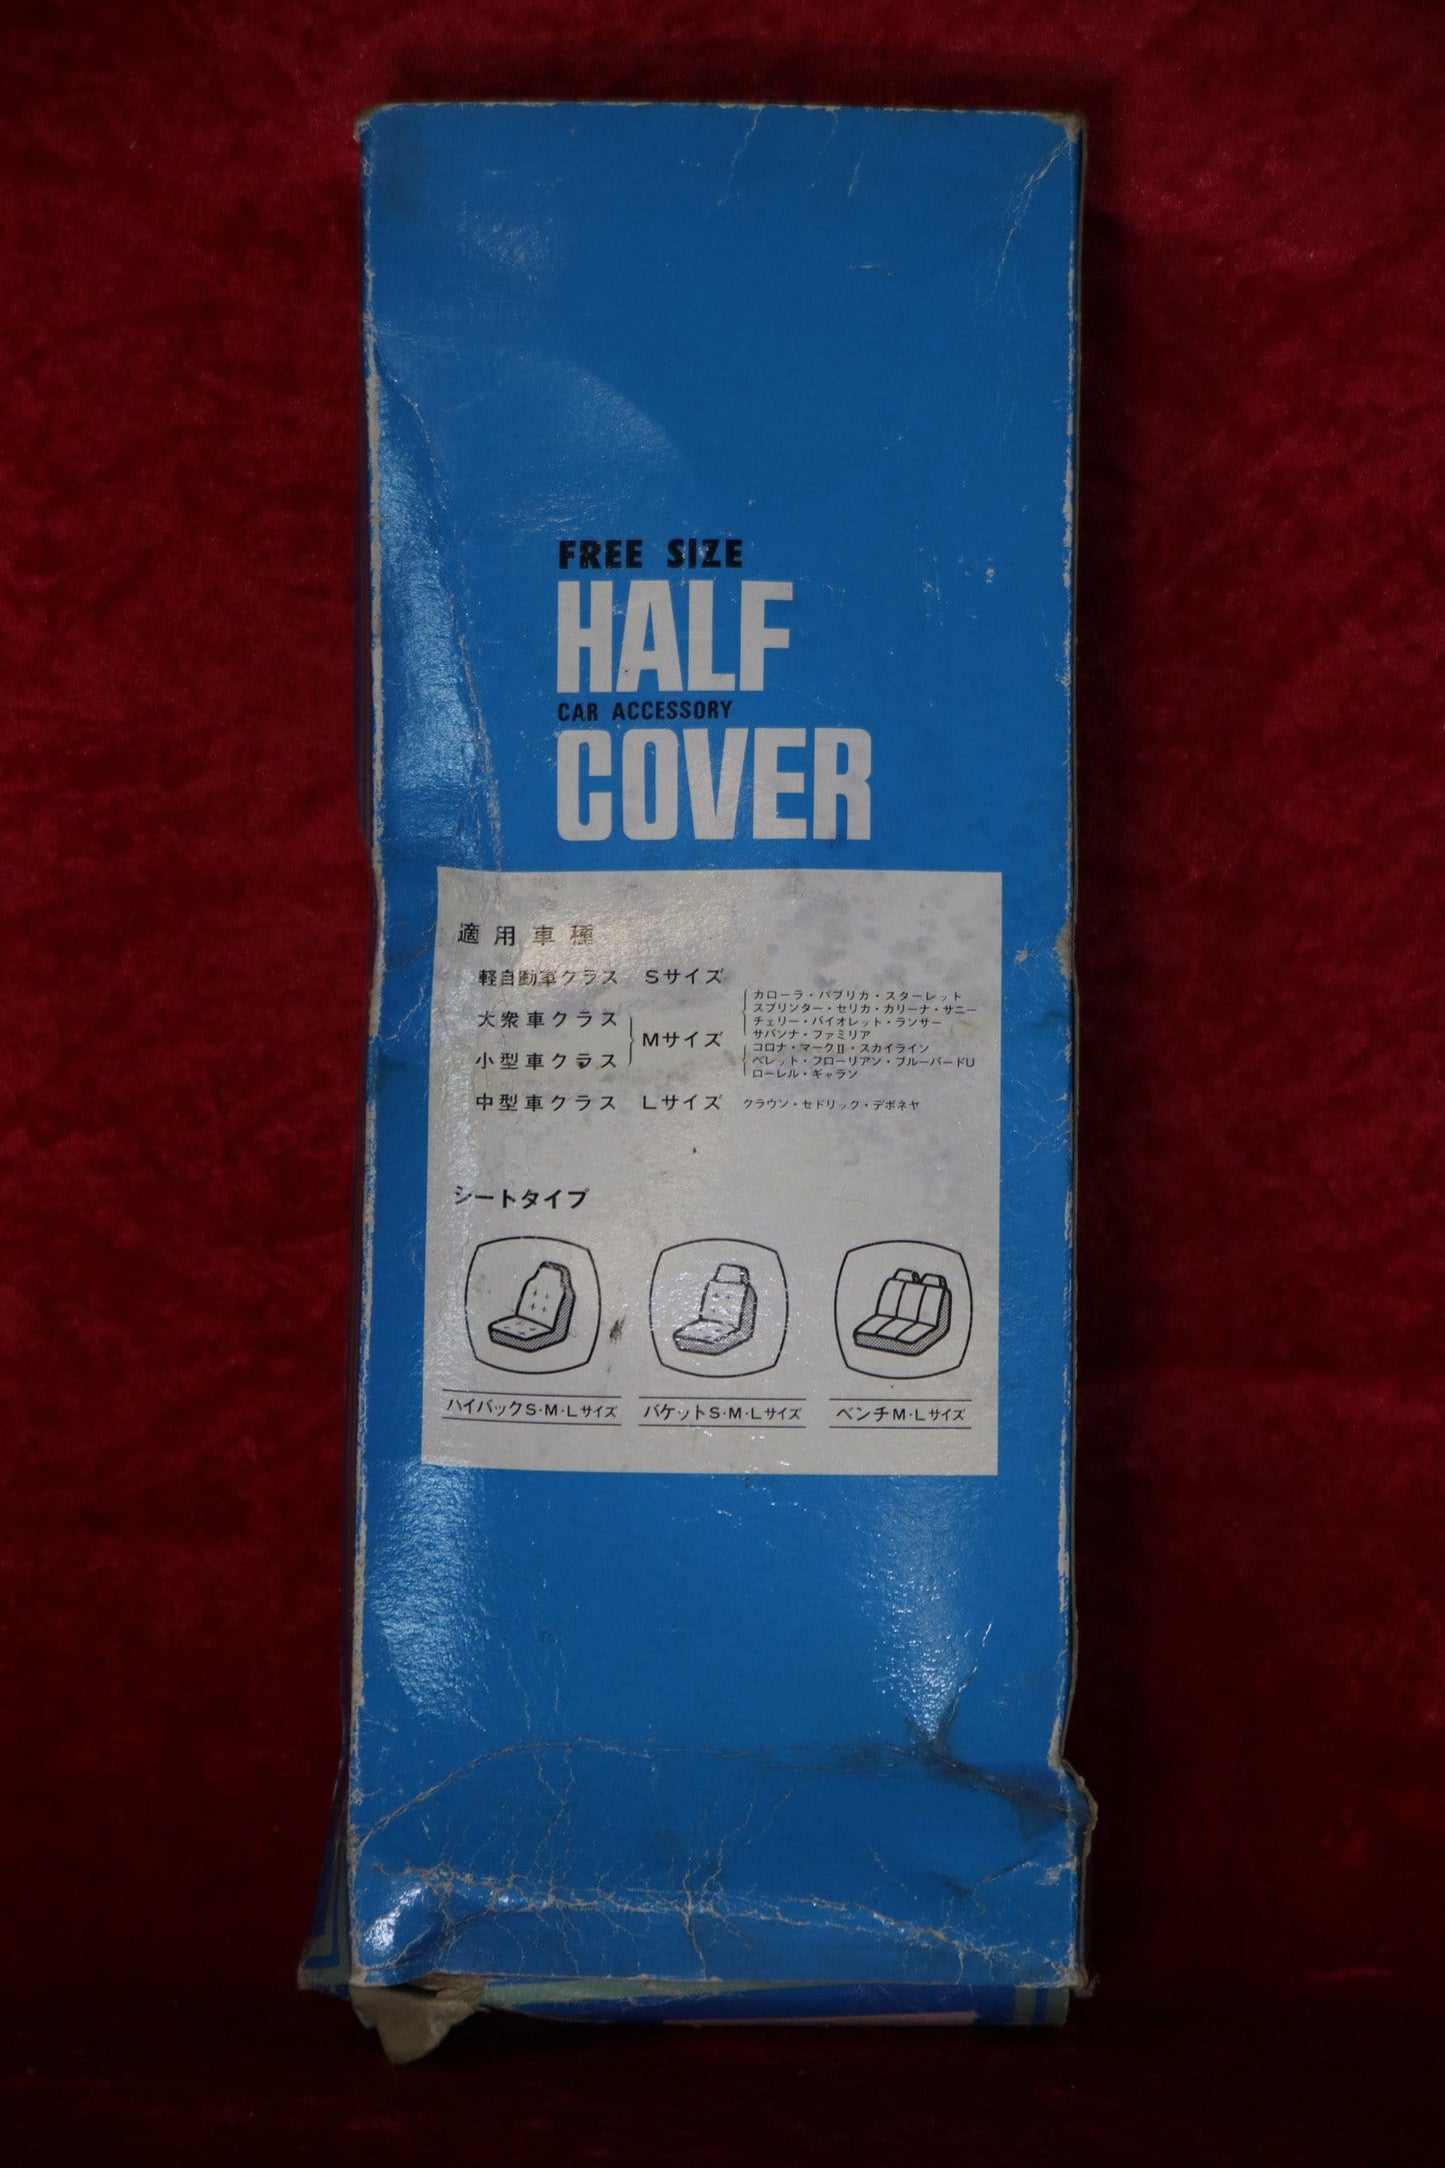 FREE SIZE
HALF
CAR ACCESSORY
COVER
適用車種
軽自動車クラス Sサイズ
大衆車クラス
小型車クラス
Mサイズ
カローラ・パブリカ・スターレット
スプリンター・セリカ・カリーナ・サニー
チェリー・バイオレット・ランサー
サバンナ・ファミリア
コロナ・マークⅡ・スカイライン
ベレット・フローリアン・ブルーバードU
ローレル・ギャラン
中型車クラス Lサイズ クラウン・セドリック・デボネヤ
シートタイプ
ハイバックS・M・Lサイズ
バケットS・M・Lサイズ
ベンチM・Lサイズ